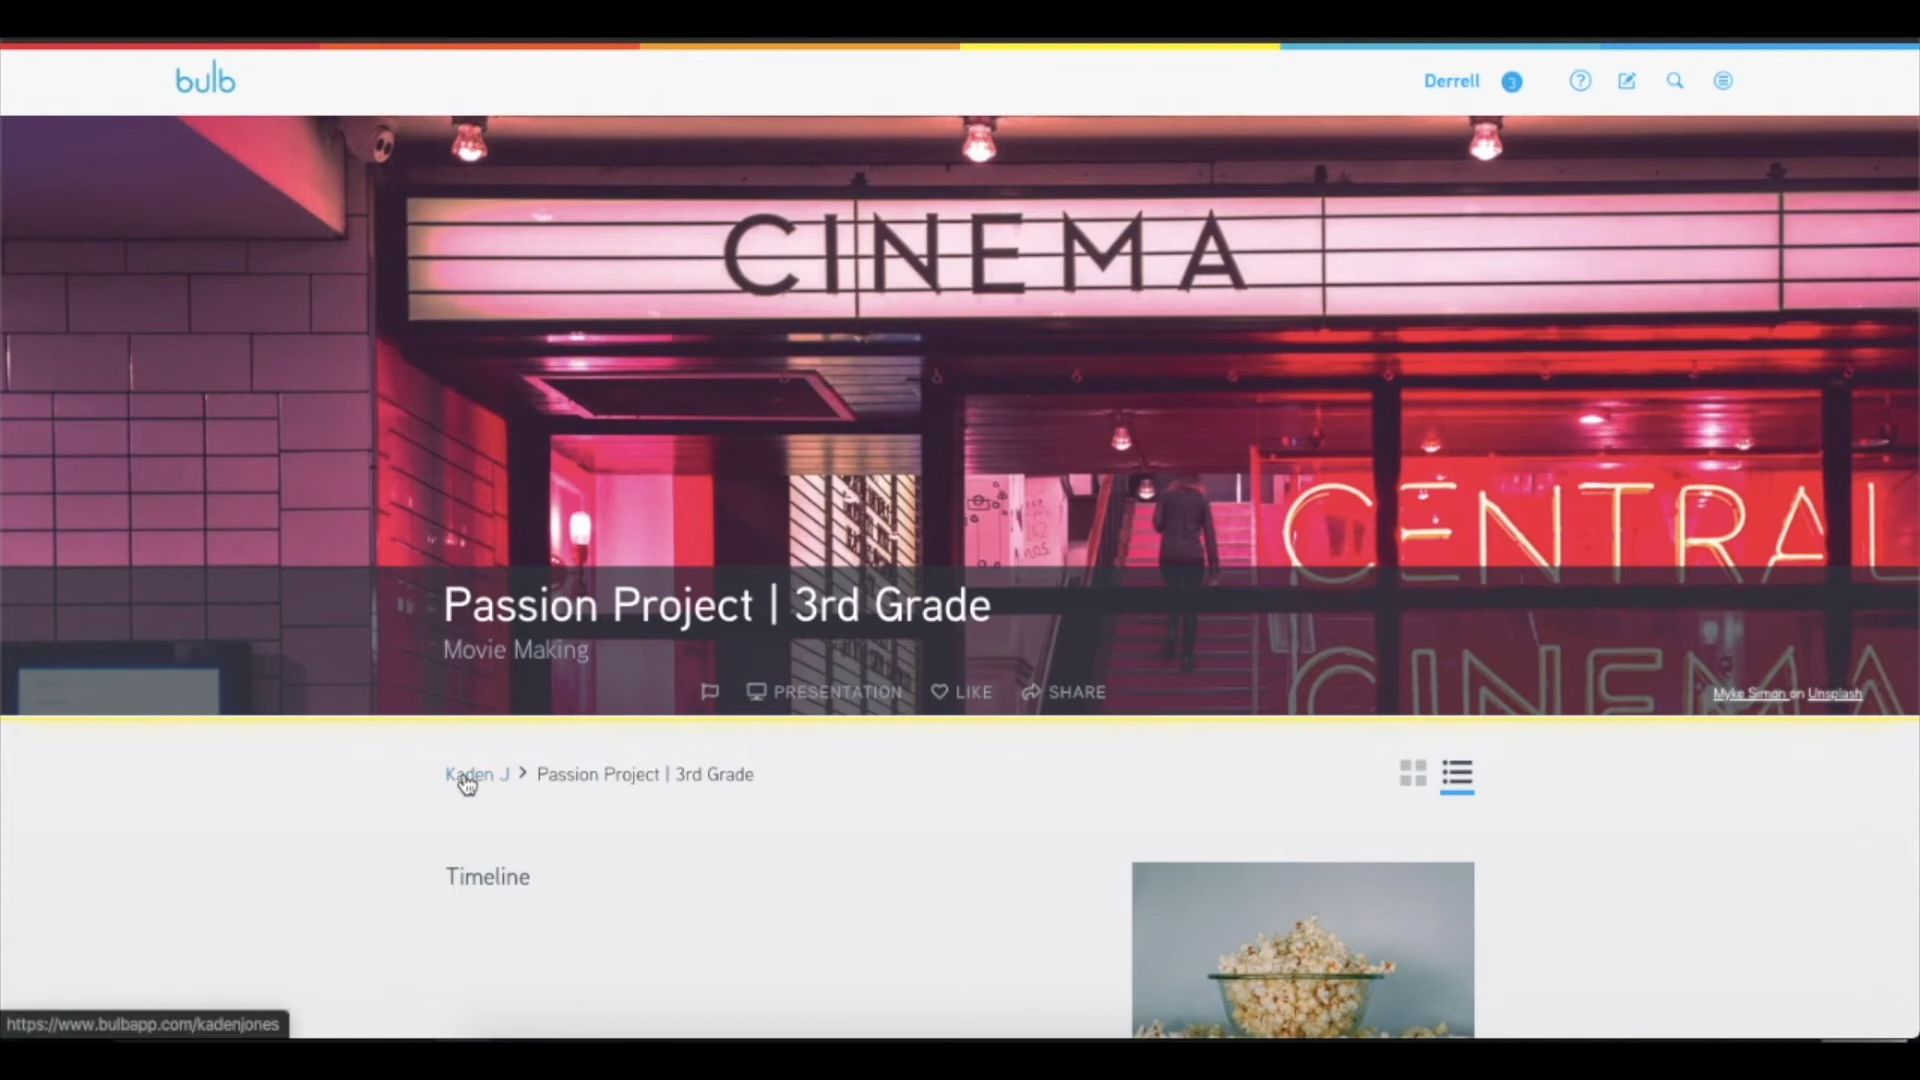 bulb
Derrell 3
CINEMA
CENTRAL
CINEMA
Passion Project | 3rd Grade
Movie Making
PRESENTATION LIKE SHARE
Myke Simon on Unsplash
Kaden J > Passion Project | 3rd Grade
Timeline
https://www.bulbapp.com/kadenjones